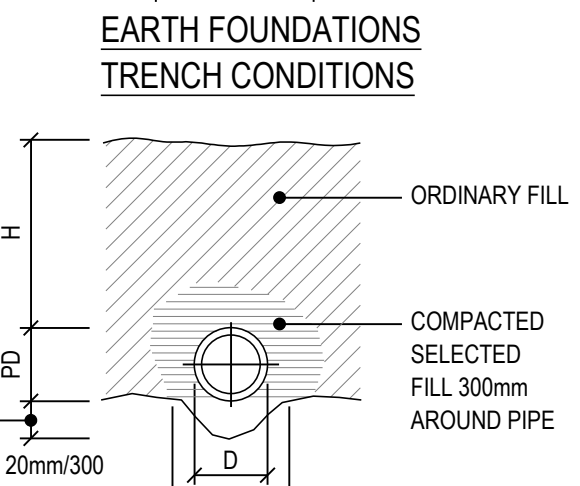 EARTH FOUNDATIONS
TRENCH CONDITIONS
H
ORDINARY FILL
PD
COMPACTED
SELECTED
FILL 300mm
AROUND PIPE
20mm/300
D